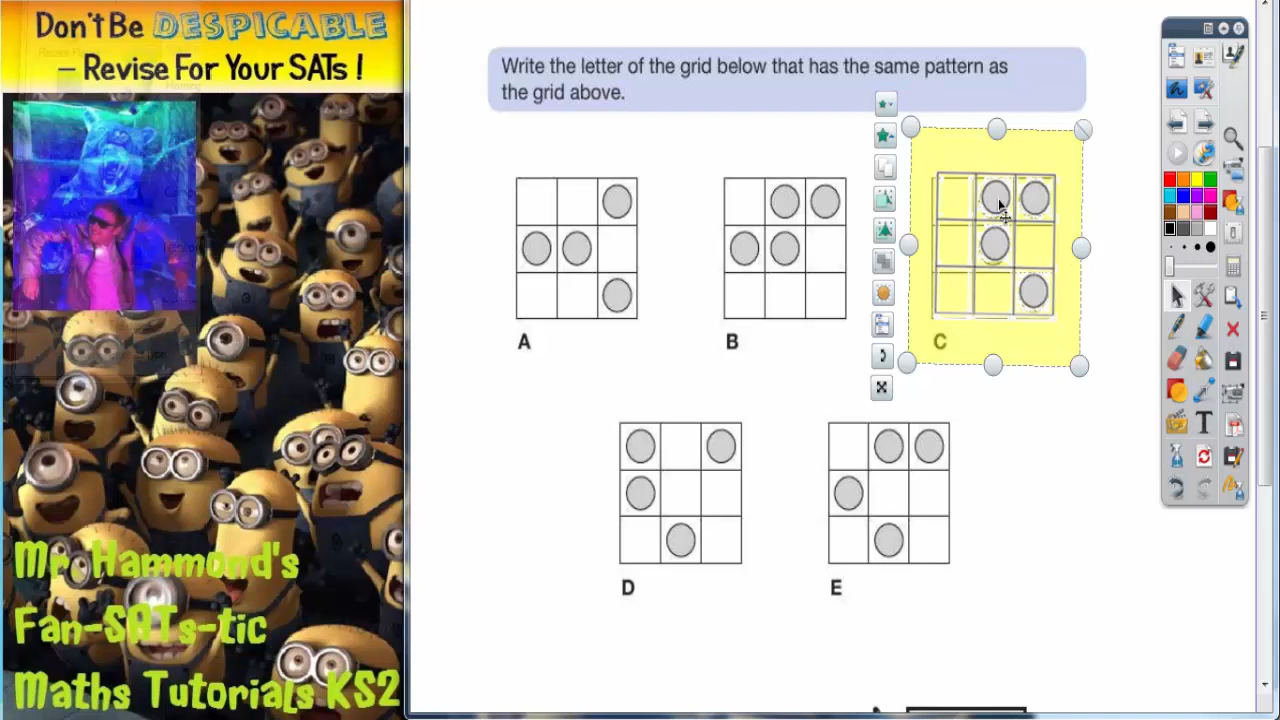 Don't Be DESPICABLE
– Revise For Your SATs !
Write the letter of the grid below that has the same pattern as
the grid above.
A
B
C
D
E
Mr. Hammond's
Fan-SATs-tic
Maths Tutorials KS2